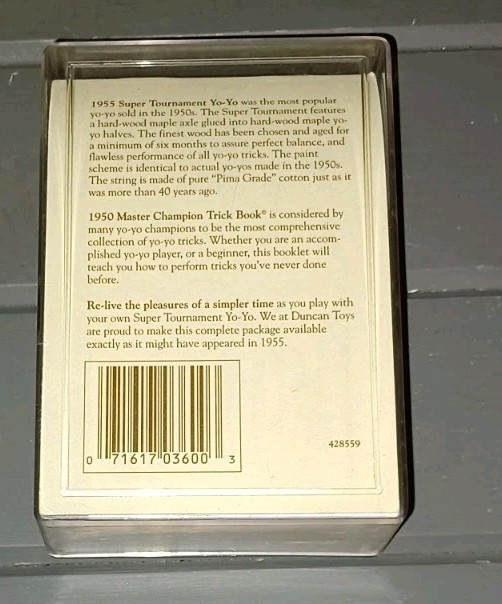 1955 Super Tournament Yo-Yo was the most popular
yo-yo sold in the 1950s. The Super Tournament features
a hard-wood maple axle glued into hard-wood maple yo-
yo halves. The finest wood has been chosen and aged for
a minimum of six months to assure perfect balance, and
flawless performance of all yo-yo tricks. The paint
scheme is identical to actual yo-yos made in the 1950s.
The string is made of pure "Pima Grade" cotton just as it
was more than 40 years ago.
1950 Master Champion Trick Book® is considered by
many yo-yo champions to be the most comprehensive
collection of yo-yo tricks. Whether you are an accom-
plished yo-yo player, or a beginner, this booklet will
teach you how to perform tricks you've never done
before.
Re-live the pleasures of a simpler time as you play with
your own Super Tournament Yo-Yo. We at Duncan Toys
are proud to make this complete package available
exactly as it might have appeared in 1955.
428559
0 71617 03600 3